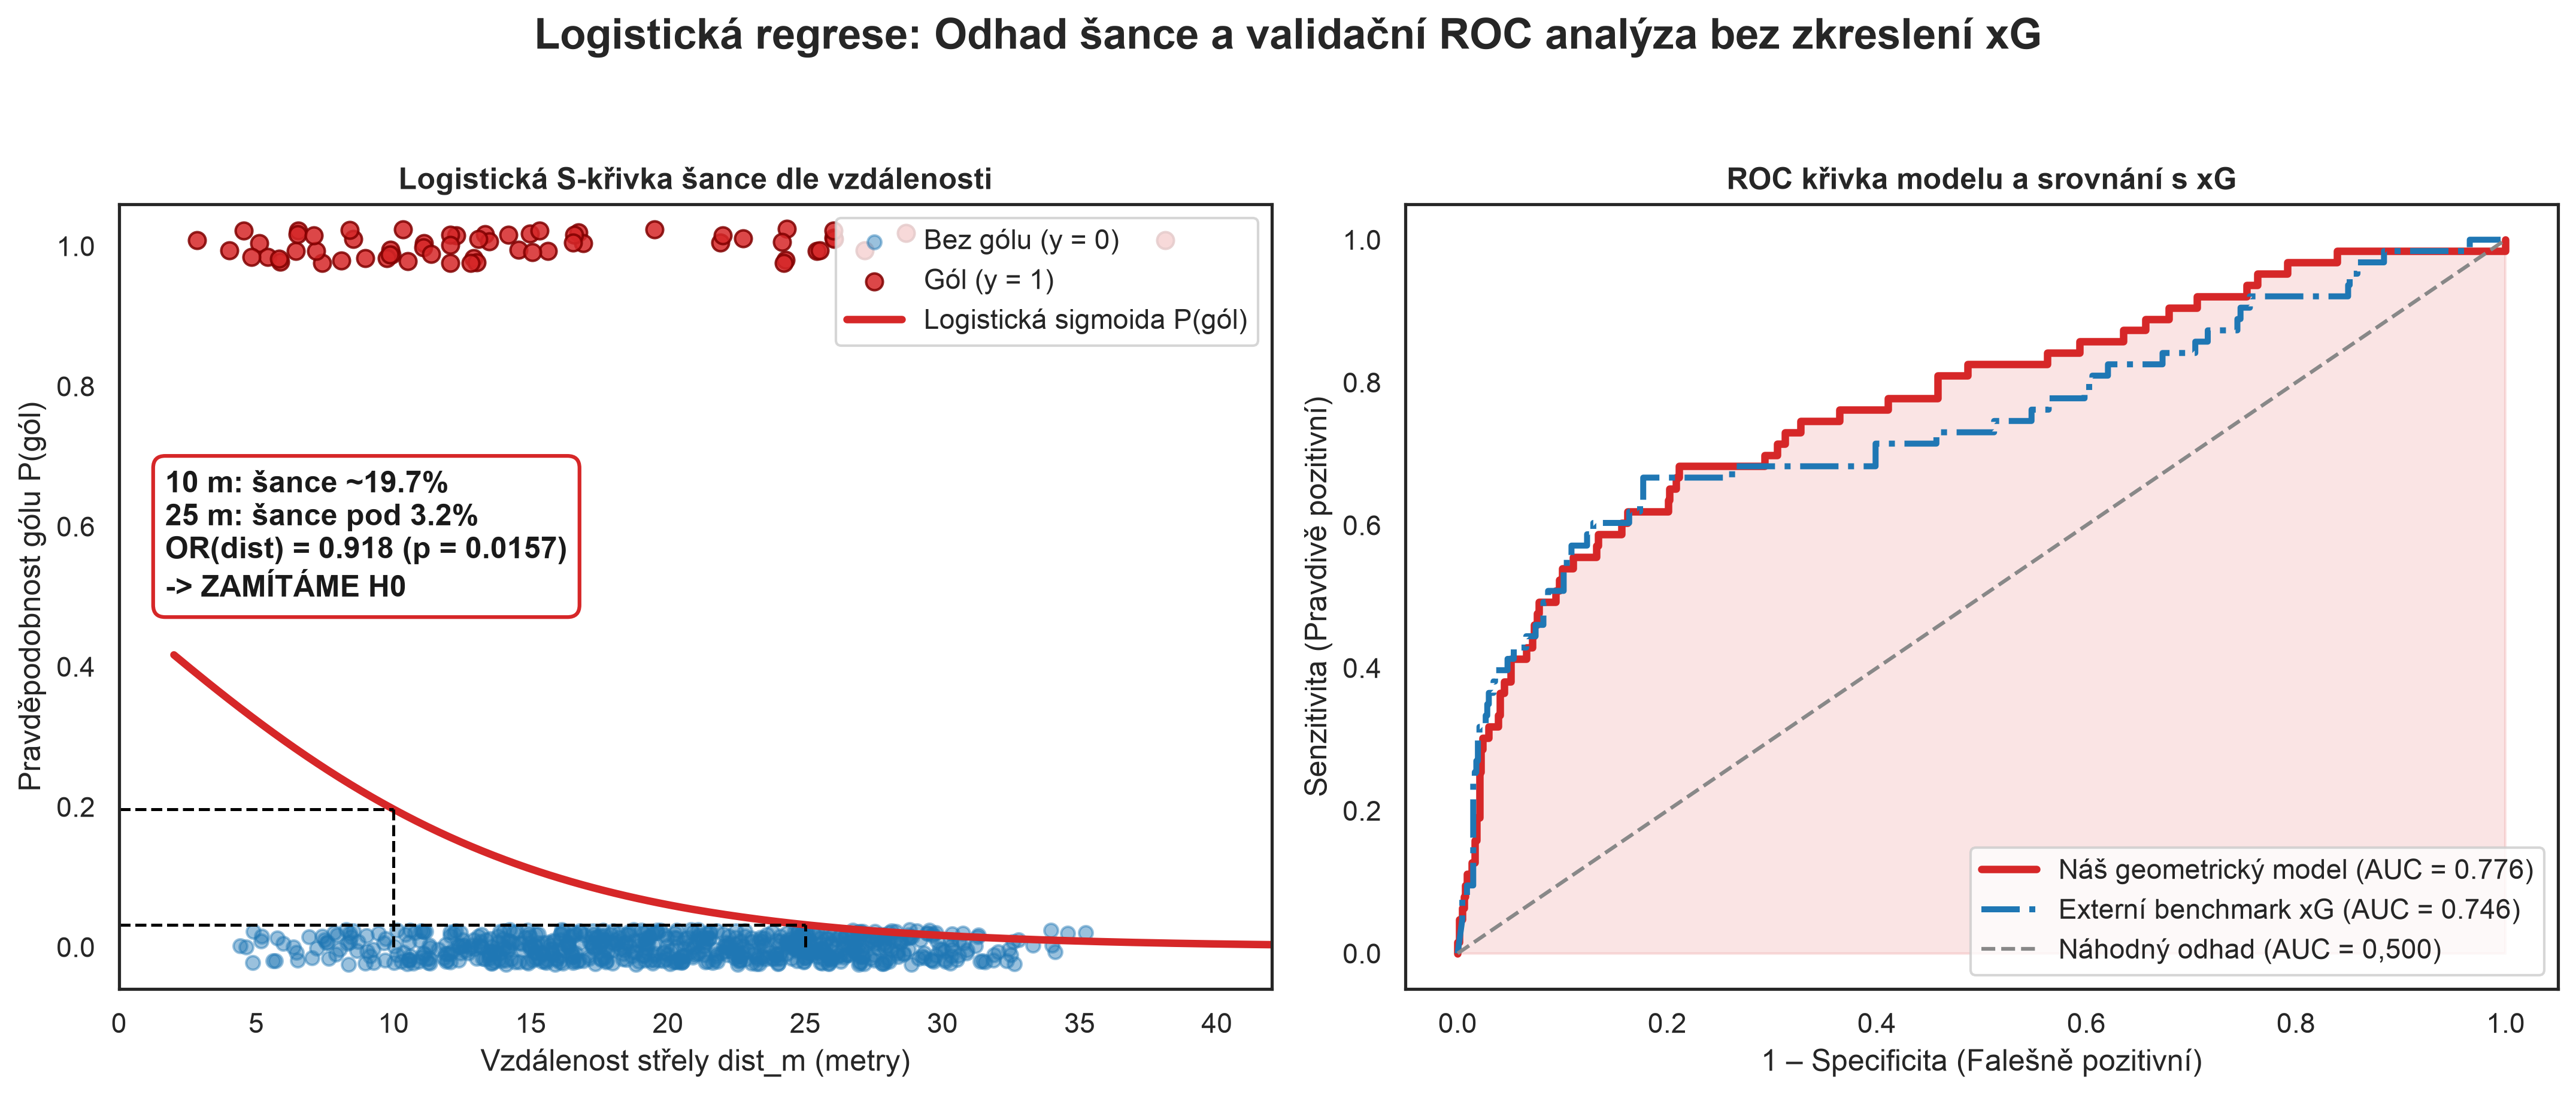 Logistická regrese: Odhad šance a validační ROC analýza bez zkreslení xG
Logistická S-křivka šance dle vzdálenosti
Pravděpodobnost gólu P(gól)
1.0
0.8
0.6
0.4
0.2
0.0
Bez gólu (y = 0)
Gól (y = 1)
Logistická sigmoida P(gól)
10 m: šance ~19.7%
25 m: šance pod 3.2%
OR(dist) = 0.918 (p = 0.0157)
-> ZAMÍTÁME H0
0 5 10 15 20 25 30 35 40
Vzdálenost střely dist_m (metry)
ROC křivka modelu a srovnání s xG
Senzitivita (Pravdivě pozitivní)
1.0
0.8
0.6
0.4
0.2
0.0
Náš geometrický model (AUC = 0.776)
Externí benchmark xG (AUC = 0.746)
Náhodný odhad (AUC = 0,500)
0.0 0.2 0.4 0.6 0.8 1.0
1 – Specificita (Falešně pozitivní)